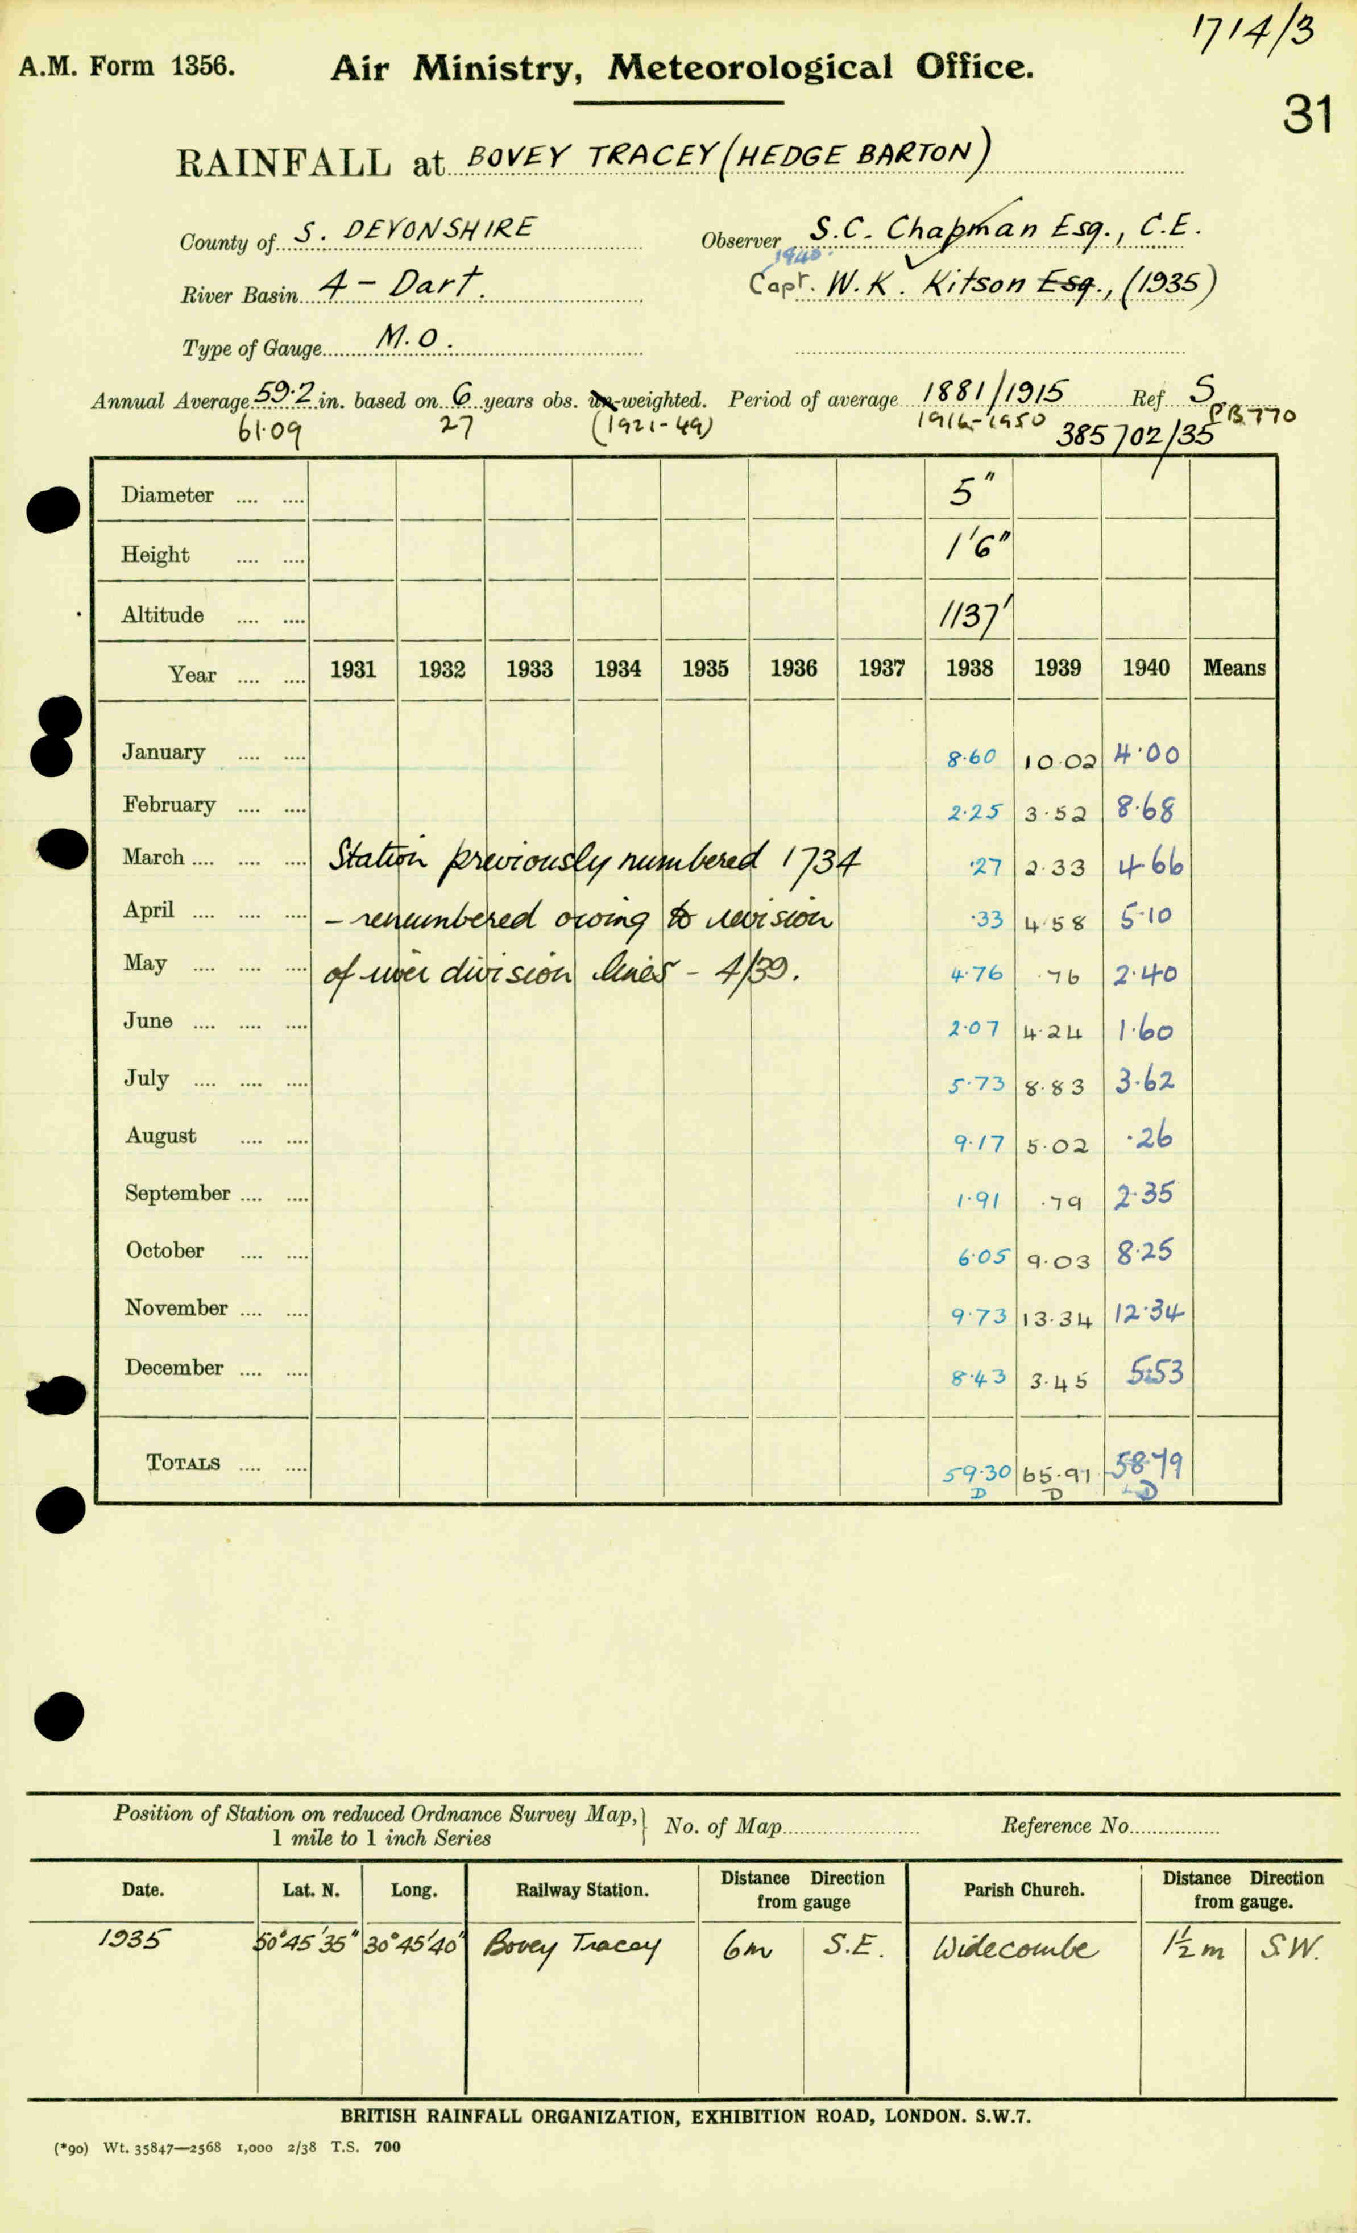 1714/3
A.M. Form 1356. Air Ministry, Meteorological Office.
31
RAINFALL at BOVEY TRACEY (HEDGE BARTON)
County of S. DEVONSHIRE Observer S.C. Chapman Esq., C.E.
1940.
River Basin 4 - Dart. Capt. W.K. Kitson Esq., (1935)
Type of Gauge M.O.
Annual Average 59.2 in. based on 6 years obs. un-weighted. Period of average 1881/1915 Ref S
61.09 27 (1921-49) 1916-1950 385702/35 PB770
Diameter .... .... 5"
Height .... .... 1'6"
Altitude .... .... 1137'
Year .... .... 1931 1932 1933 1934 1935 1936 1937 1938 1939 1940 Means
January .... .... 8.60 10.02 4.00
February .... .... 2.25 3.52 8.68
March .... .... .... Station previously numbered 1734 .27 2.33 4.66
April .... .... .... - renumbered owing to revision .33 4.58 5.10
May .... .... .... of river division lines - 4/39. 4.76 .76 2.40
June .... .... .... 2.07 4.24 1.60
July .... .... .... 5.73 8.83 3.62
August .... .... 9.17 5.02 .26
September .... .... 1.91 .79 2.35
October .... .... 6.05 9.03 8.25
November .... .... 9.73 13.34 12.34
December .... .... 8.43 3.45 5.53
TOTALS .... .... 59.30 65.91 58.79
D D D
Position of Station on reduced Ordnance Survey Map, 1 mile to 1 inch Series No. of Map Reference No.
Date. Lat. N. Long. Railway Station. Distance Direction from gauge Parish Church. Distance Direction from gauge.
1935 50°45'35" 30°45'40" Bovey Tracey 6m S.E. Widecombe 1½m S.W.
BRITISH RAINFALL ORGANIZATION, EXHIBITION ROAD, LONDON. S.W.7.
(*90) Wt. 35847—2568 1,000 2/38 T.S. 700